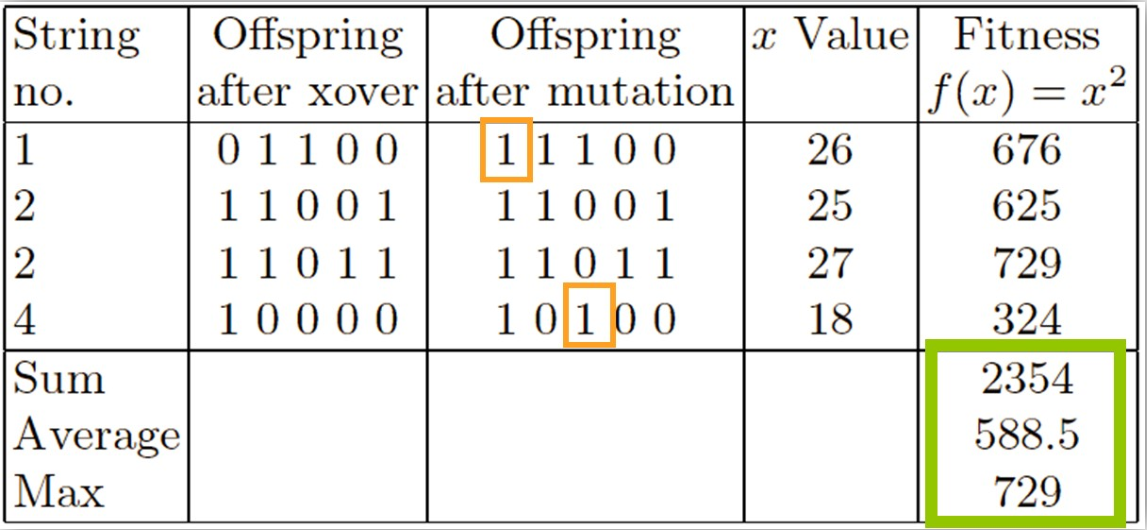 String no. | Offspring after xover | Offspring after mutation | x Value | Fitness f(x) = x²
1 | 0 1 1 0 0 | 1 1 1 0 0 | 26 | 676
2 | 1 1 0 0 1 | 1 1 0 0 1 | 25 | 625
2 | 1 1 0 1 1 | 1 1 0 1 1 | 27 | 729
4 | 1 0 0 0 0 | 1 0 1 0 0 | 18 | 324
Sum | | | | 2354
Average | | | | 588.5
Max | | | | 729